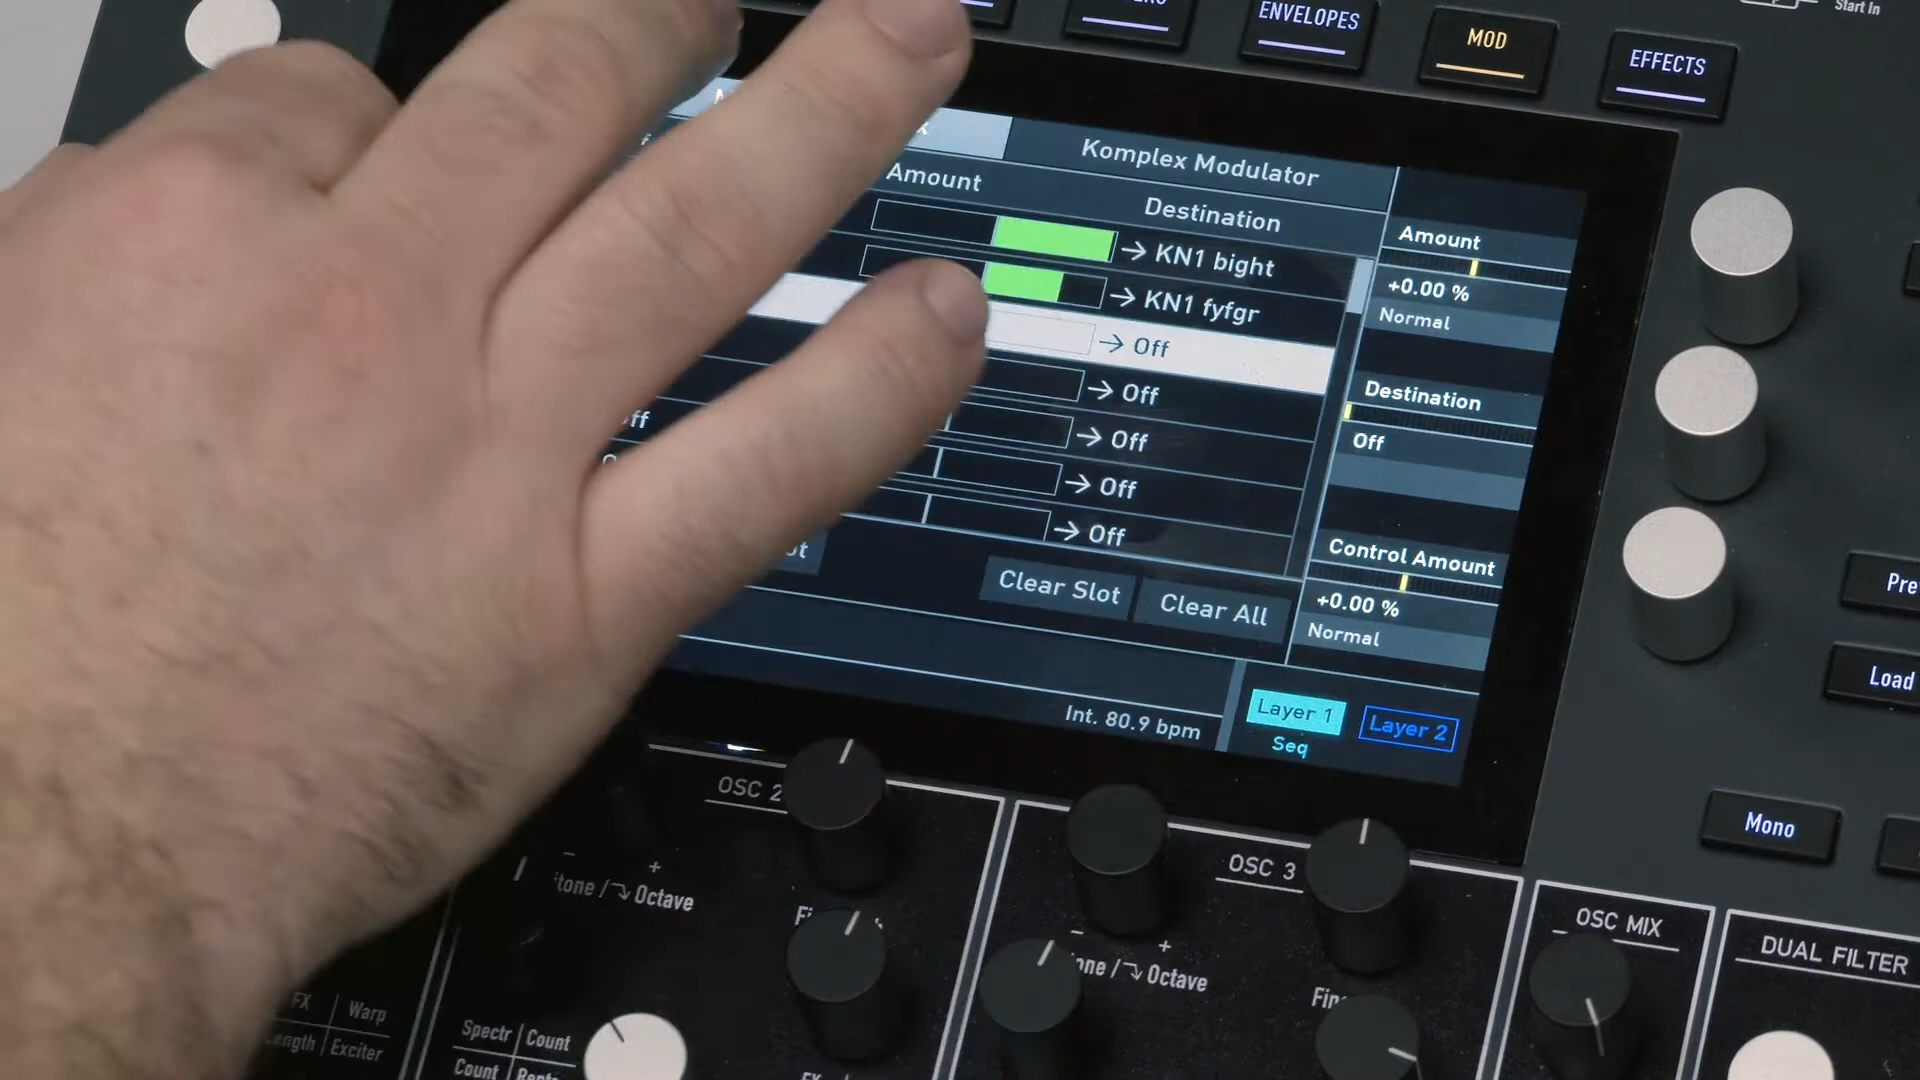 Start In
ENVELOPES
MOD
EFFECTS
Komplex Modulator
Amount
Destination
→ KN1 bight
→ KN1 fyfgr
→ Off
→ Off
→ Off
→ Off
→ Off
Clear Slot
Clear All
Amount
+0.00 %
Normal
Destination
Off
Control Amount
+0.00 %
Normal
Int. 80.9 bpm
Layer 1
Layer 2
Seq
Load
Mono
OSC 2
- +
Octave
OSC 3
- +
Octave
OSC MIX
DUAL FILTER
FX | Warp
Exciter
Spectr | Count
Count